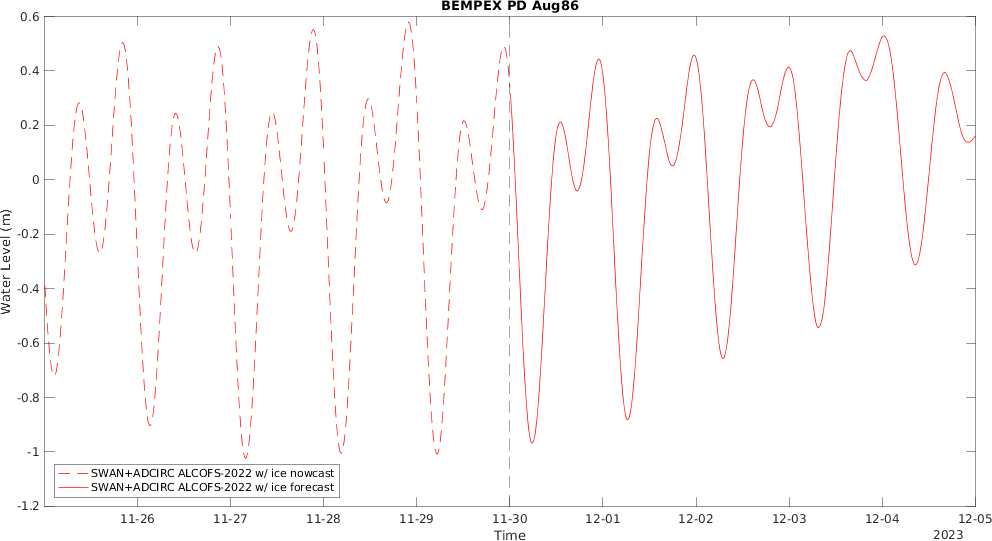 BEMPEX PD Aug86
Water Level (m)
0.6
0.4
0.2
0
-0.2
-0.4
-0.6
-0.8
-1
-1.2
SWAN+ADCIRC ALCOFS-2022 w/ ice nowcast
SWAN+ADCIRC ALCOFS-2022 w/ ice forecast
11-26 11-27 11-28 11-29 11-30 12-01 12-02 12-03 12-04 12-05
Time
2023